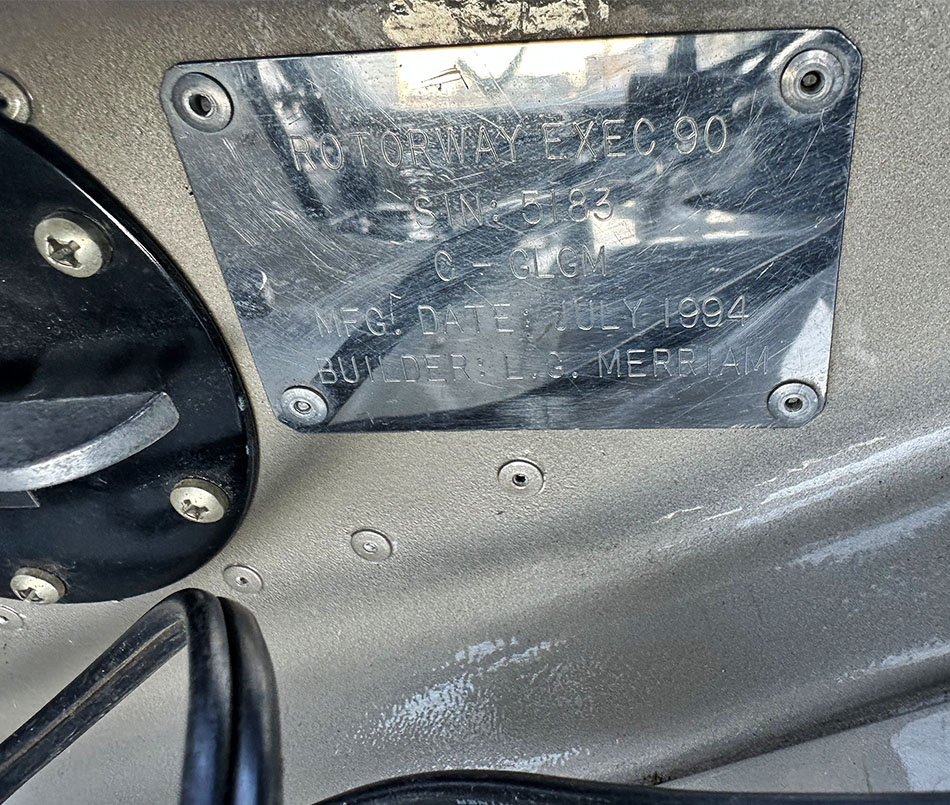 ROTORWAY EXEC 90
S/N: 5183
C - GLGM
MFG. DATE: JULY 1994
BUILDER: L.G. MERRIAM